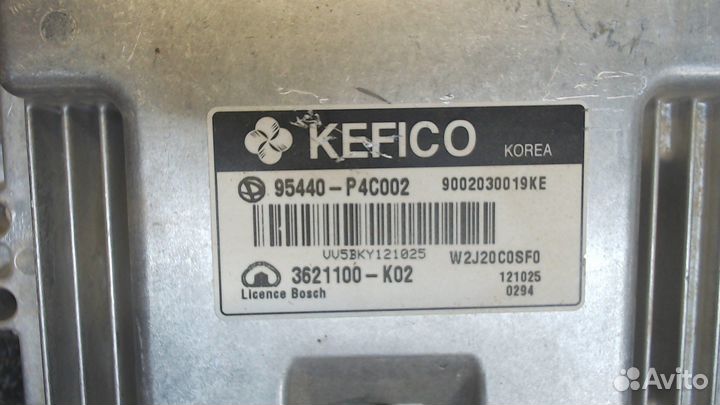 KEFICO KOREA
95440-P4C002 9002030019KE
VV5BKY121025 W2J20C0SF0
3621100-K02 121025
Licence Bosch 0294
Avito